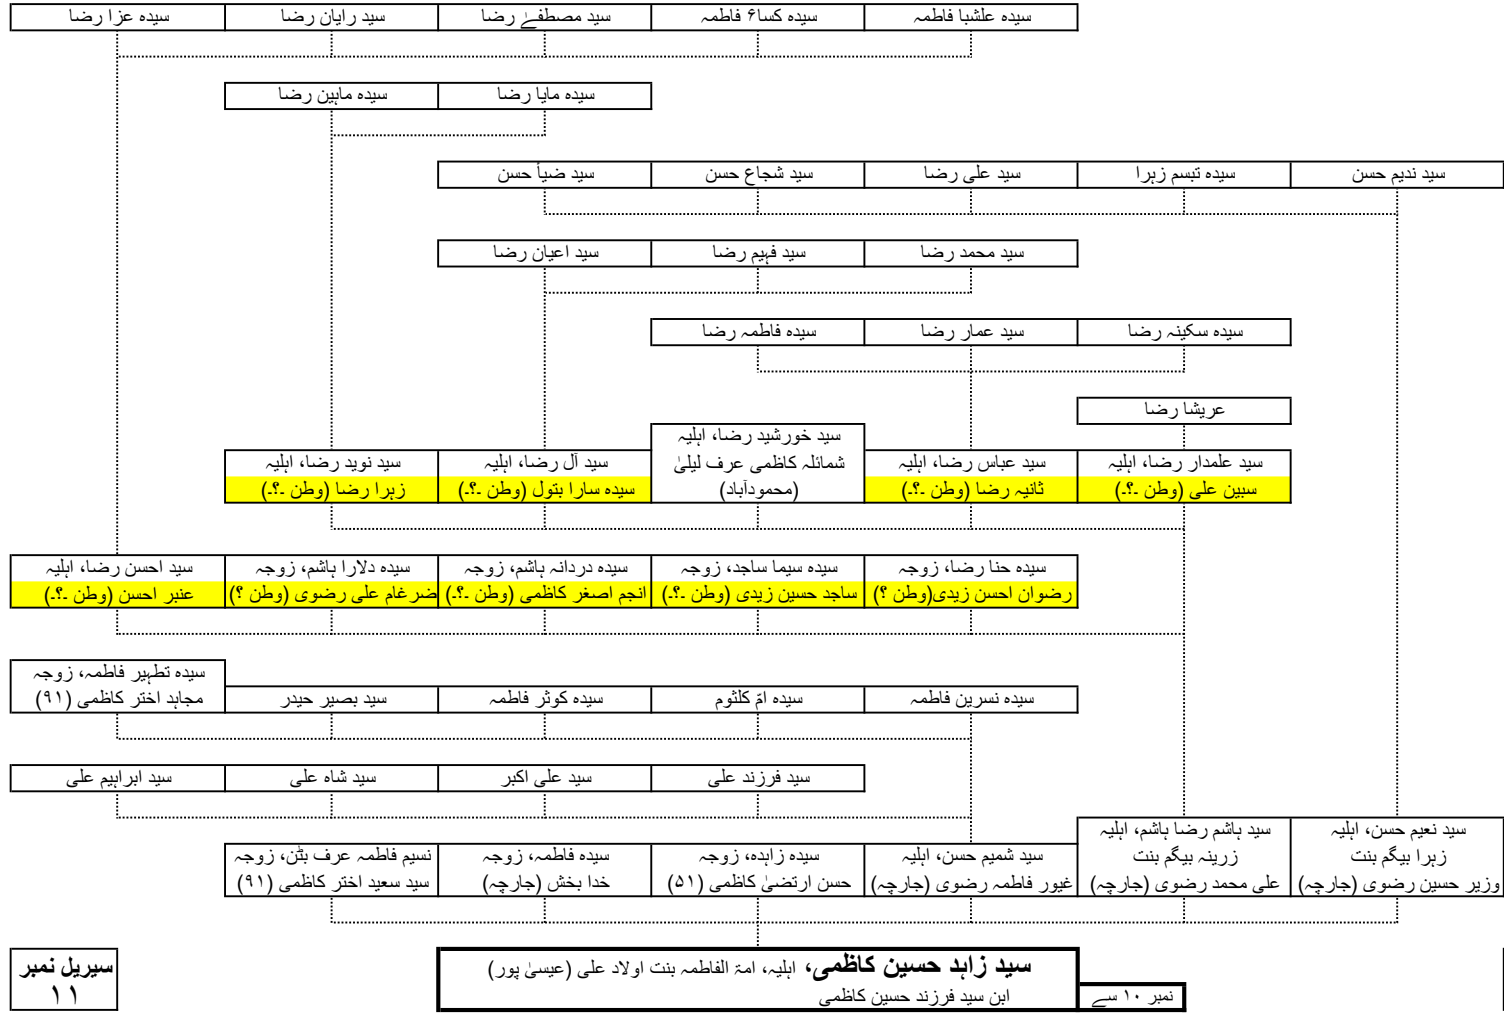 سیدہ علشبا فاطمہ
سیدہ کساء فاطمہ
سید مصطفےٰ رضا
سید رایان رضا
سیدہ عزا رضا
سیدہ مایا رضا
سیدہ ماہین رضا
سید ندیم حسن
سیدہ تبسم زہرا
سید علی رضا
سید شجاع حسن
سید ضیأ حسن
سید محمد رضا
سید فہیم رضا
سید اعیان رضا
سیدہ سکینہ رضا
سید عمار رضا
سیدہ فاطمہ رضا
عریشا رضا
سید علمدار رضا، اہلیہ
سبین علی (وطن ۔؟۔)
سید عباس رضا، اہلیہ
ثانیہ رضا (وطن ۔؟۔)
سید خورشید رضا، اہلیہ
شمائلہ کاظمی عرف لیلیٰ
(محمودآباد)
سید آل رضا، اہلیہ
سیدہ سارا بتول (وطن ۔؟۔)
سید نوید رضا، اہلیہ
زہرا رضا (وطن ۔؟۔)
سیدہ حنا رضا، زوجہ
رضوان احسن زیدی(وطن ؟)
سیدہ سیما ساجد، زوجہ
ساجد حسین زیدی (وطن ۔؟۔)
سیدہ دردانہ ہاشم، زوجہ
انجم اصغر کاظمی (وطن ۔؟۔)
سیدہ دلارا ہاشم، زوجہ
ضرغام علی رضوی (وطن ؟)
سید احسن رضا، اہلیہ
عنبر احسن (وطن ۔؟۔)
سیدہ نسرین فاطمہ
سیدہ امّ کلثوم
سیدہ کوثر فاطمہ
سید بصیر حیدر
سیدہ تطہیر فاطمہ، زوجہ
مجاہد اختر کاظمی (۹۱)
سید فرزند علی
سید علی اکبر
سید شاہ علی
سید ابراہیم علی
سید نعیم حسن، اہلیہ
زہرا بیگم بنت
وزیر حسین رضوی (جارچہ)
سید ہاشم رضا ہاشم، اہلیہ
زرینہ بیگم بنت
علی محمد رضوی (جارچہ)
سید شمیم حسن، اہلیہ
غیور فاطمہ رضوی (جارچہ)
سیدہ زاہدہ، زوجہ
حسن ارتضیٰ کاظمی (۵۱)
سیدہ فاطمہ، زوجہ
خدا بخش (جارچہ)
نسیم فاطمہ عرف بٹن، زوجہ
سید سعید اختر کاظمی (۹۱)
سید زاہد حسین کاظمی، اہلیہ، امۃ الفاطمہ بنت اولاد علی (عیسیٰ پور)
ابن سید فرزند حسین کاظمی
نمبر ۱۰ سے
سیریل نمبر
۱۱